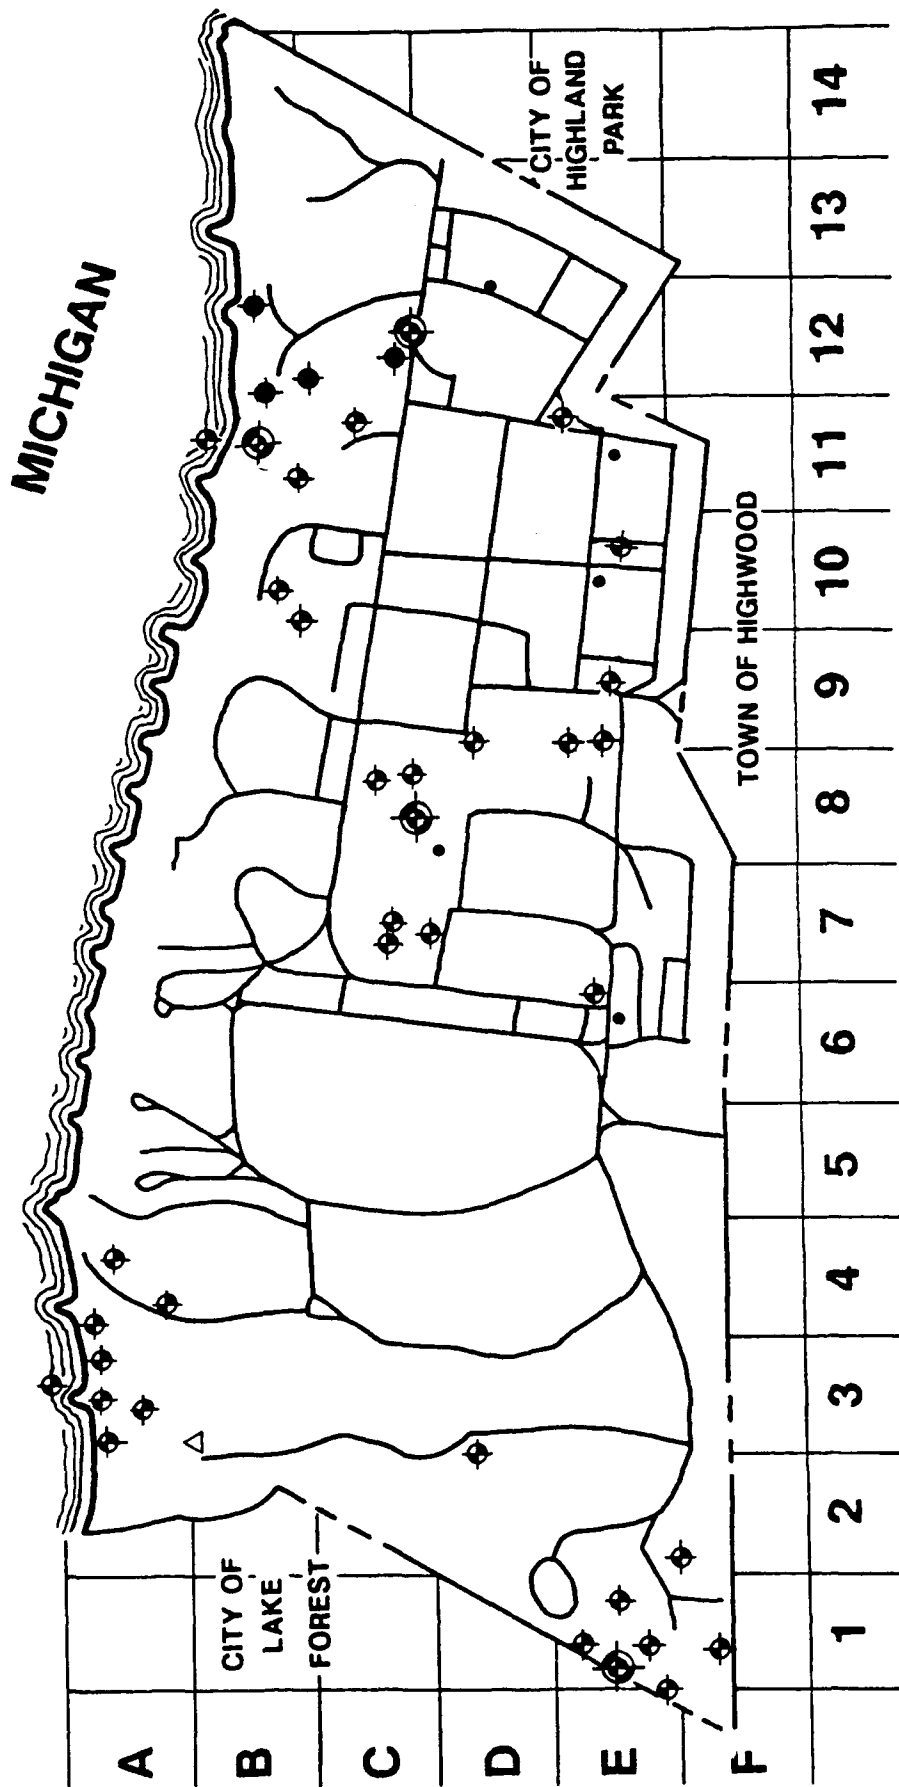 MICHIGAN
CITY OF
HIGHLAND
PARK
TOWN OF HIGHWOOD
CITY OF
LAKE
FOREST
A
B
C
D
E
F
1
2
3
4
5
6
7
8
9
10
11
12
13
14